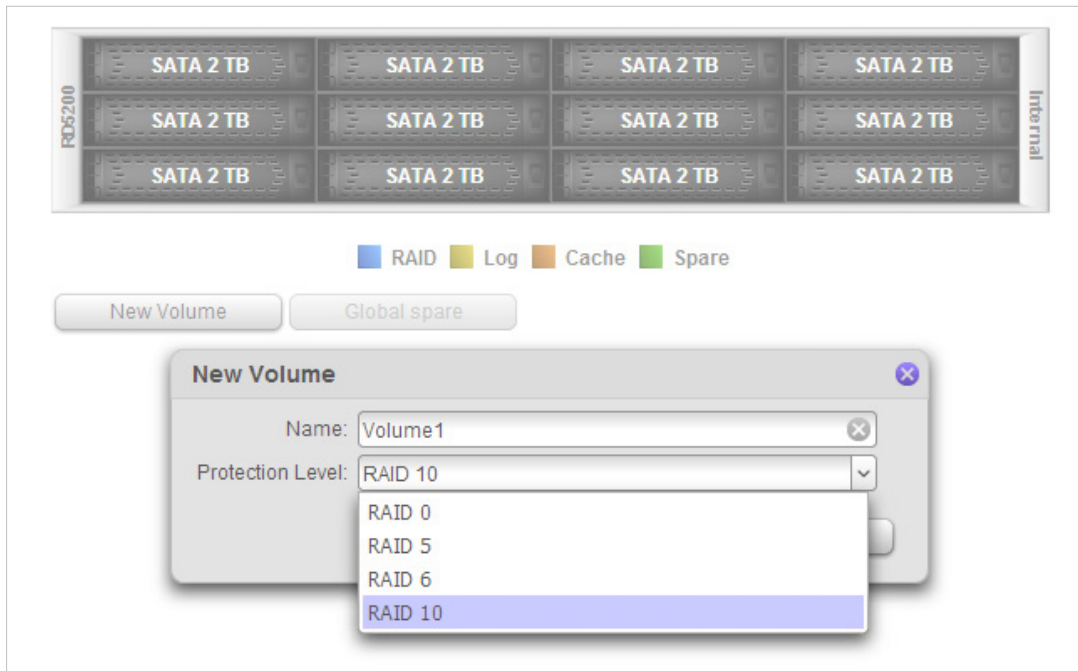 RD5200
SATA 2 TB SATA 2 TB SATA 2 TB SATA 2 TB
SATA 2 TB SATA 2 TB SATA 2 TB SATA 2 TB
SATA 2 TB SATA 2 TB SATA 2 TB SATA 2 TB
Internal
RAID Log Cache Spare
New Volume Global spare
New Volume
Name: Volume1
Protection Level: RAID 10
RAID 0
RAID 5
RAID 6
RAID 10